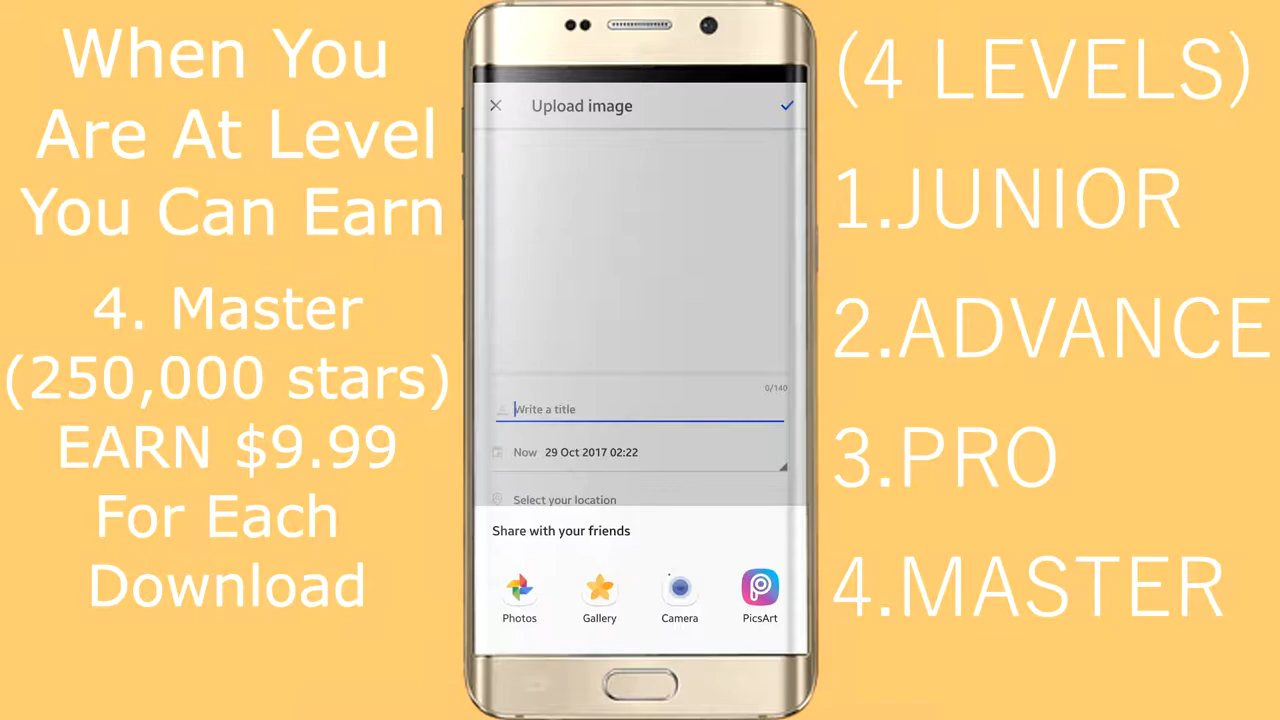 When You
Are At Level
You Can Earn
4. Master
(250,000 stars)
EARN $9.99
For Each
Download
Upload image
0/140
Write a title
Now 29 Oct 2017 02:22
Select your location
Share with your friends
Photos
Gallery
Camera
PicsArt
(4 LEVELS)
1.JUNIOR
2.ADVANCE
3.PRO
4.MASTER